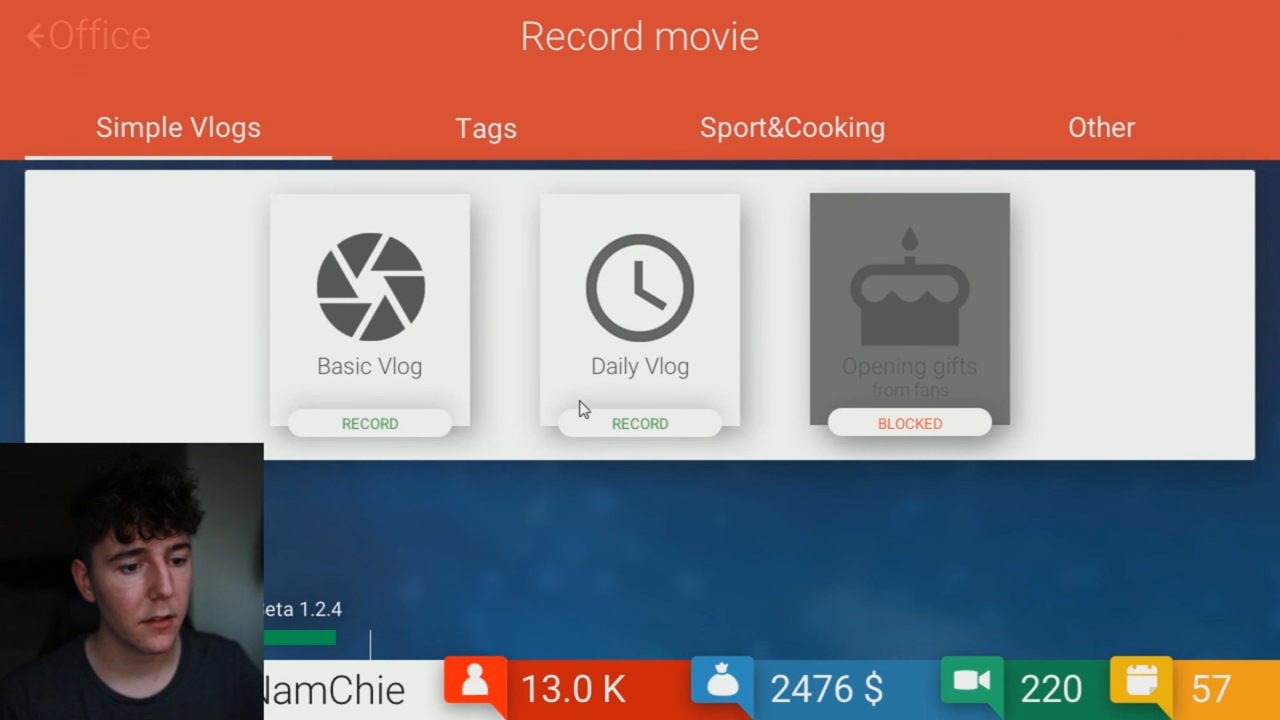 Office
Record movie
Simple Vlogs
Tags
Sport&Cooking
Other
Basic Vlog
RECORD
Daily Vlog
RECORD
Opening gifts
from fans
BLOCKED
eta 1.2.4
NamChie
13.0 K
2476 $
220
57